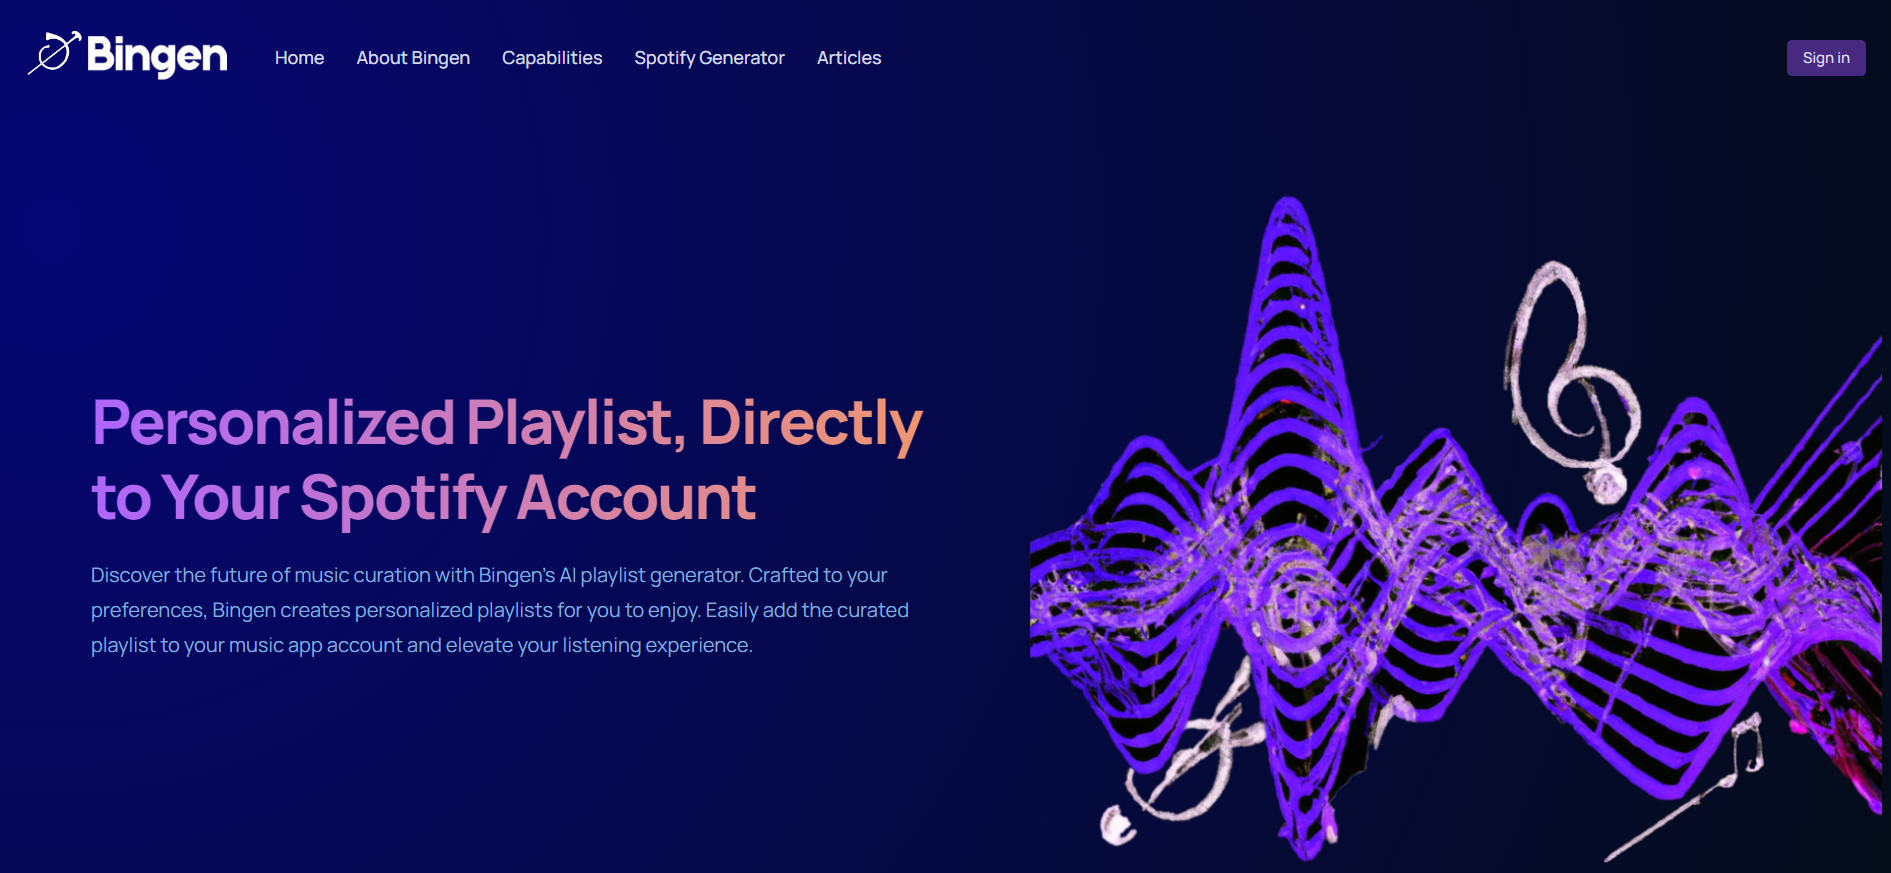 Bingen
Home
About Bingen
Capabilities
Spotify Generator
Articles
Sign in
Personalized Playlist, Directly
to Your Spotify Account
Discover the future of music curation with Bingen's AI playlist generator. Crafted to your
preferences, Bingen creates personalized playlists for you to enjoy. Easily add the curated
playlist to your music app account and elevate your listening experience.